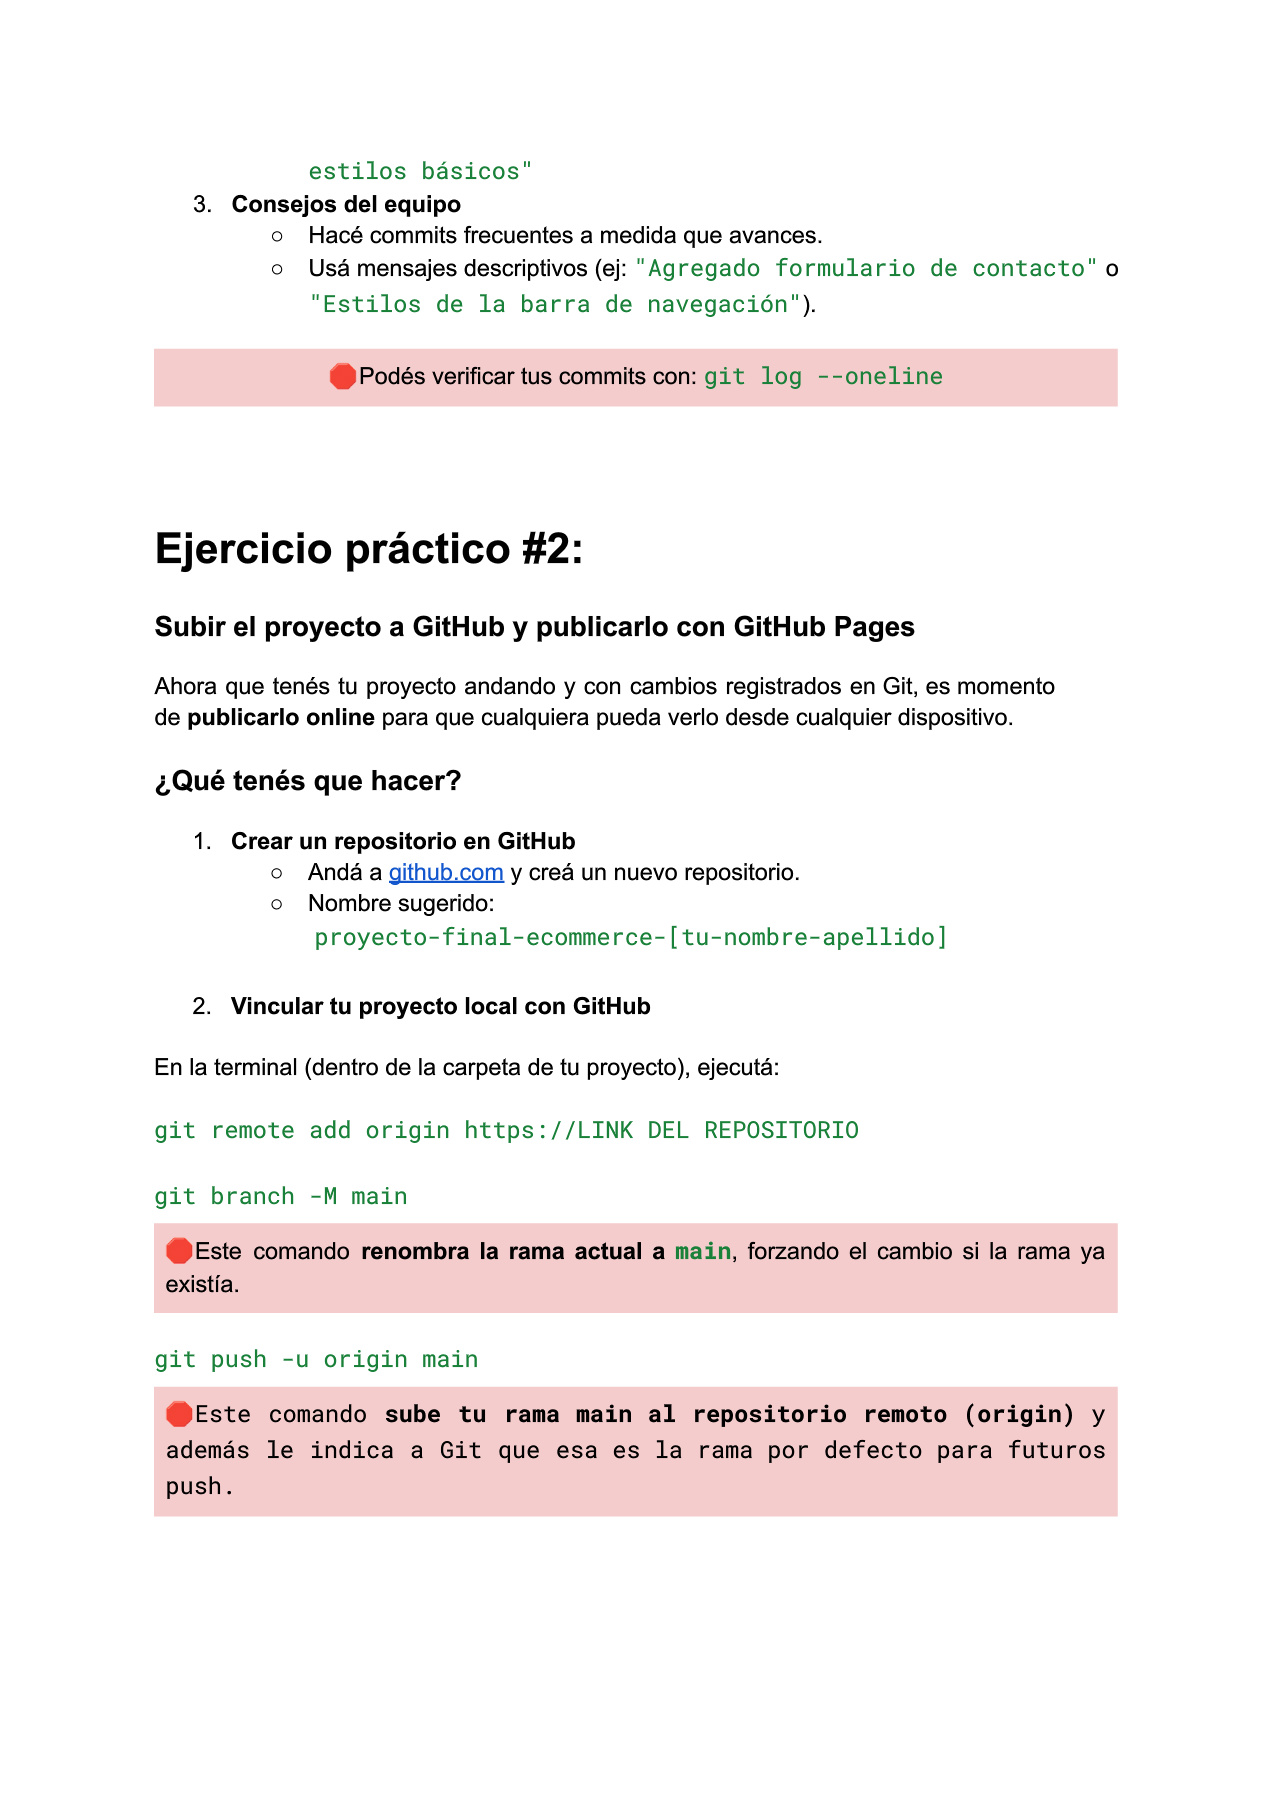 estilos básicos"
3. Consejos del equipo
○ Hacé commits frecuentes a medida que avances.
○ Usá mensajes descriptivos (ej: "Agregado formulario de contacto" o
"Estilos de la barra de navegación").
🛑Podés verificar tus commits con: git log --oneline
Ejercicio práctico #2:
Subir el proyecto a GitHub y publicarlo con GitHub Pages
Ahora que tenés tu proyecto andando y con cambios registrados en Git, es momento
de publicarlo online para que cualquiera pueda verlo desde cualquier dispositivo.
¿Qué tenés que hacer?
1. Crear un repositorio en GitHub
○ Andá a github.com y creá un nuevo repositorio.
○ Nombre sugerido:
proyecto-final-ecommerce-[tu-nombre-apellido]
2. Vincular tu proyecto local con GitHub
En la terminal (dentro de la carpeta de tu proyecto), ejecutá:
git remote add origin https://LINK DEL REPOSITORIO
git branch -M main
🛑Este comando renombra la rama actual a main, forzando el cambio si la rama ya
existía.
git push -u origin main
🛑Este comando sube tu rama main al repositorio remoto (origin) y
además le indica a Git que esa es la rama por defecto para futuros
push.